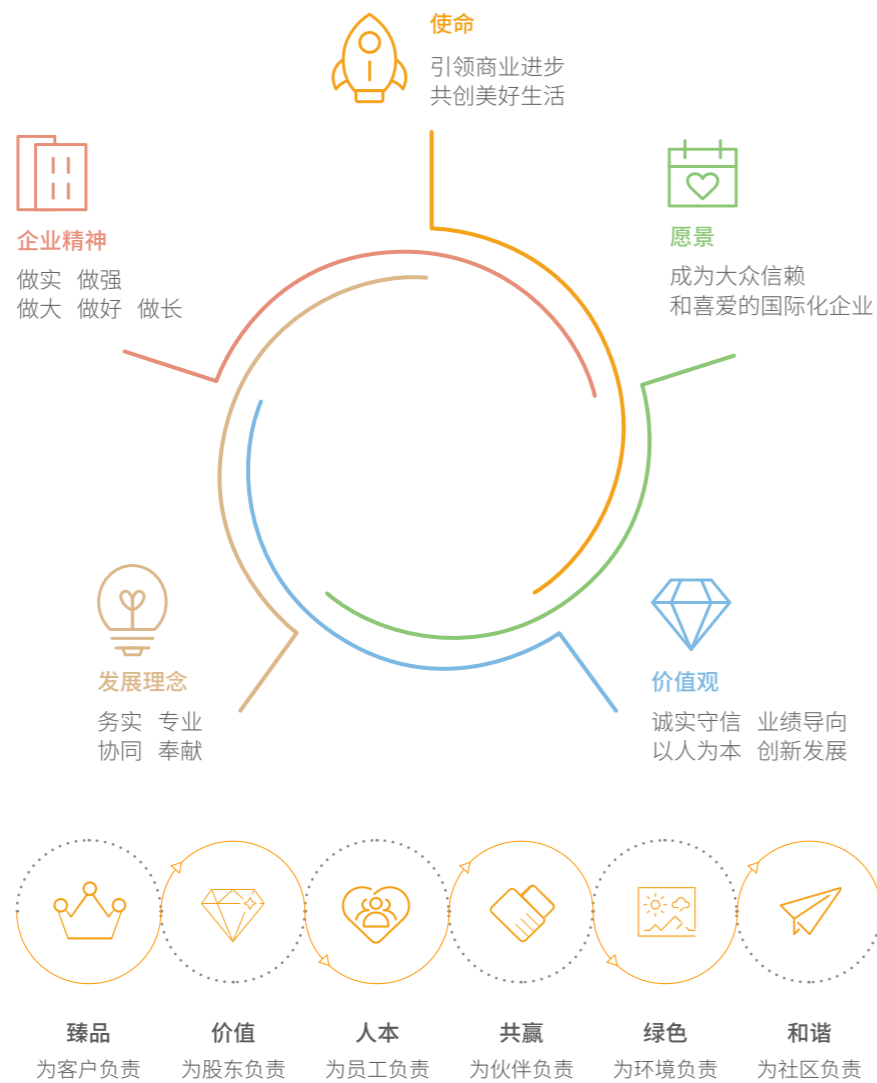 使命
引领商业进步
共创美好生活
企业精神
做实 做强
做大 做好 做长
愿景
成为大众信赖
和喜爱的国际化企业
发展理念
务实 专业
协同 奉献
价值观
诚实守信 业绩导向
以人为本 创新发展
臻品 价值 人本 共赢 绿色 和谐
为客户负责 为股东负责 为员工负责 为伙伴负责 为环境负责 为社区负责